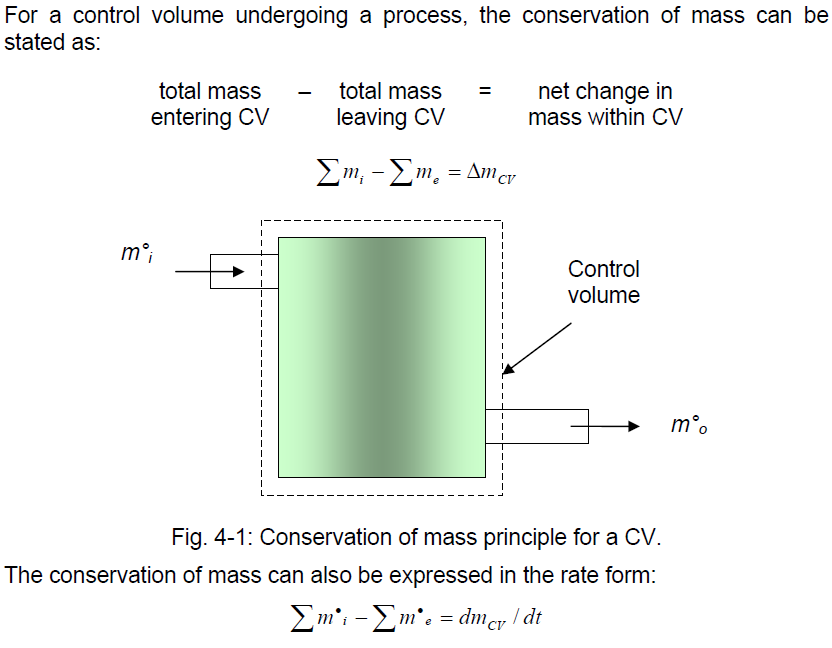 For a control volume undergoing a process, the conservation of mass can be
stated as:
total mass – total mass = net change in
entering CV leaving CV mass within CV
∑mᵢ − ∑mₑ = Δm_CV
m°ᵢ
Control
volume
m°ₒ
Fig. 4-1: Conservation of mass principle for a CV.
The conservation of mass can also be expressed in the rate form:
∑m•ᵢ − ∑m•ₑ = dm_CV / dt